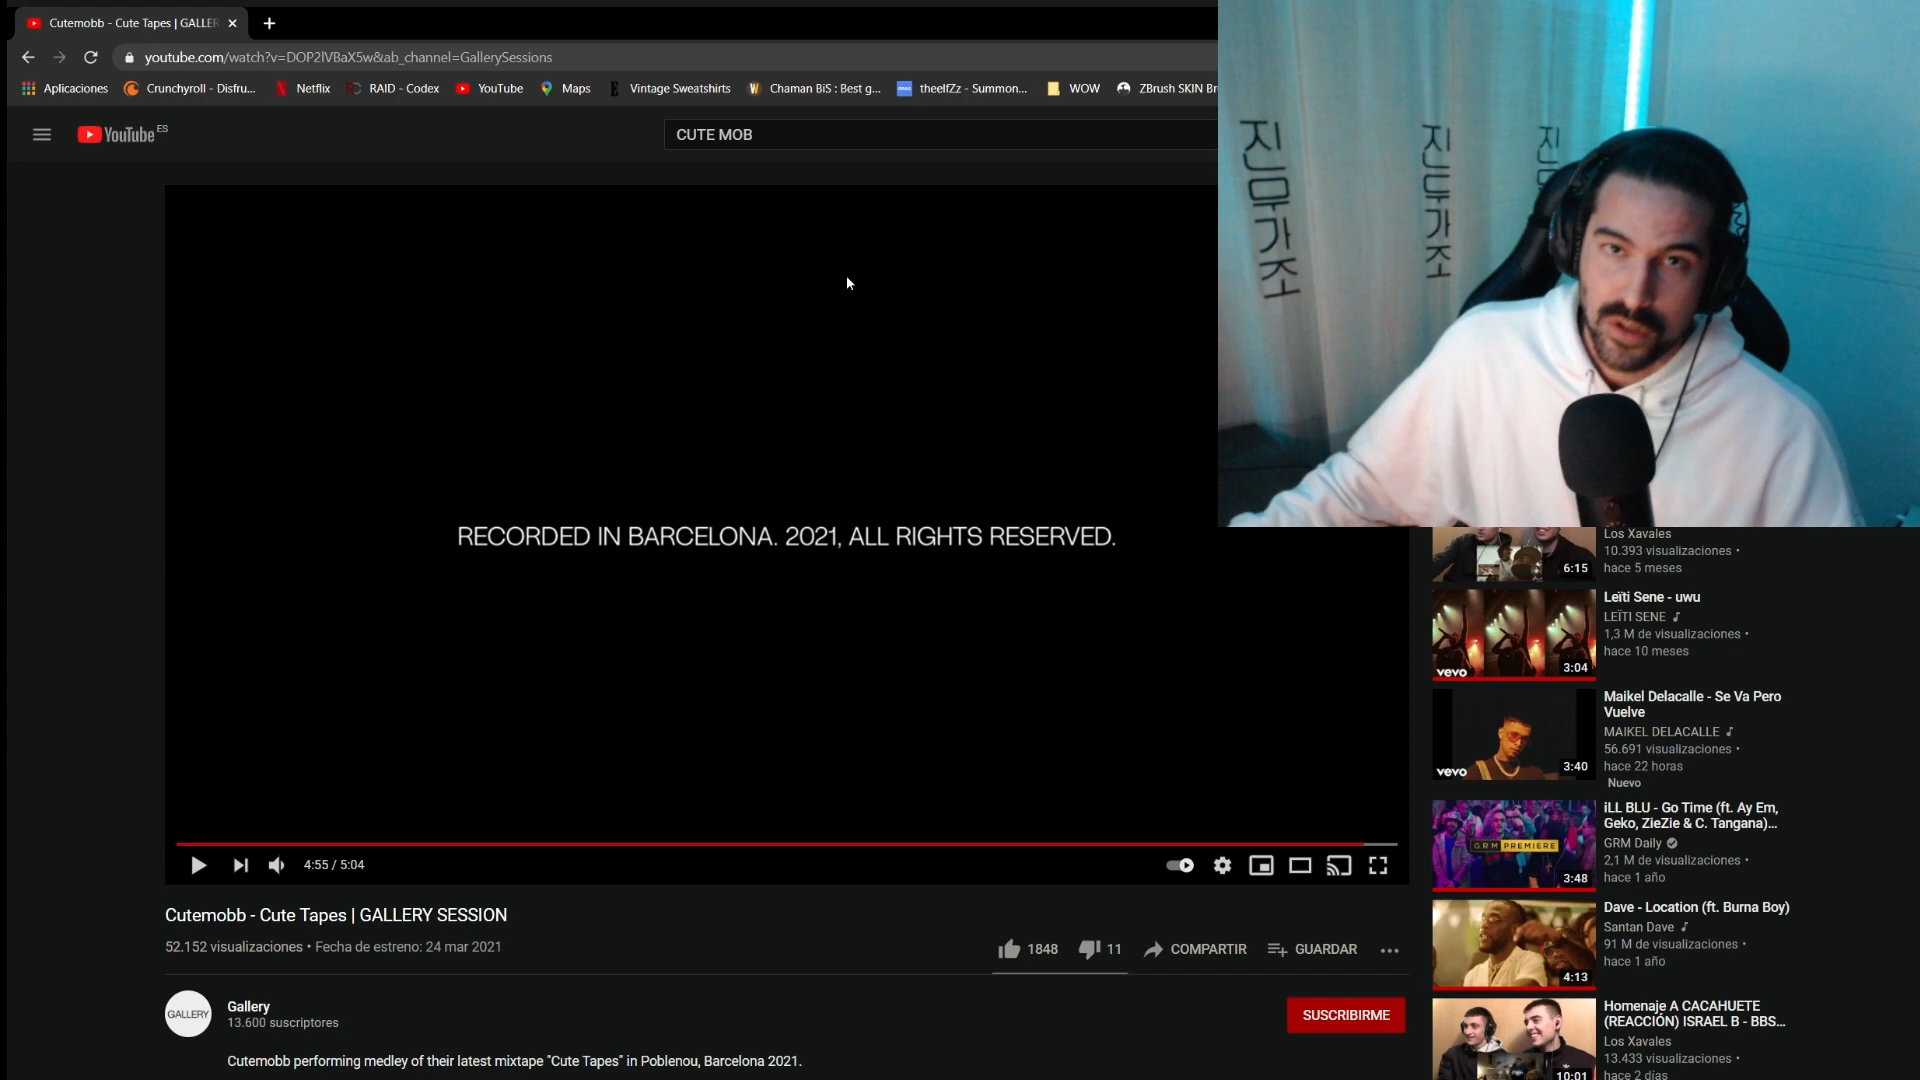 Cutemobb - Cute Tapes | GALLER
youtube.com/watch?v=DOP2lVBaX5w&ab_channel=GallerySessions
Aplicaciones
Crunchyroll - Disfru...
Netflix
RAID - Codex
YouTube
Maps
Vintage Sweatshirts
Chaman BiS : Best g...
theelfZz - Summon...
WOW
ZBrush SKIN Br
YouTube ES
CUTE MOB
진무가조
진무가조
RECORDED IN BARCELONA. 2021, ALL RIGHTS RESERVED.
4:55 / 5:04
Cutemobb - Cute Tapes | GALLERY SESSION
52.152 visualizaciones • Fecha de estreno: 24 mar 2021
1848
11
COMPARTIR
GUARDAR
GALLERY
Gallery
13.600 suscriptores
SUSCRIBIRME
Cutemobb performing medley of their latest mixtape "Cute Tapes" in Poblenou, Barcelona 2021.
Los Xavales
10.393 visualizaciones •
hace 5 meses
6:15
Leïti Sene - uwu
LEÏTI SENE
1,3 M de visualizaciones •
hace 10 meses
vevo
3:04
Maikel Delacalle - Se Va Pero
Vuelve
MAIKEL DELACALLE
56.691 visualizaciones •
hace 22 horas
Nuevo
vevo
3:40
iLL BLU - Go Time (ft. Ay Em,
Geko, ZieZie & C. Tangana)...
GRM Daily
2,1 M de visualizaciones •
hace 1 año
GRM PREMIERE
3:48
Dave - Location (ft. Burna Boy)
Santan Dave
91 M de visualizaciones •
hace 1 año
4:13
Homenaje A CACAHUETE
(REACCIÓN) ISRAEL B - BBS...
Los Xavales
13.433 visualizaciones •
hace 2 días
10:01